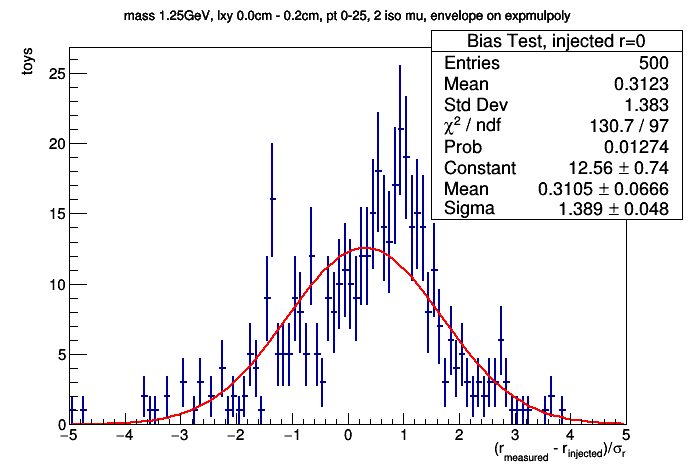 mass 1.25GeV, lxy 0.0cm - 0.2cm, pt 0-25, 2 iso mu, envelope on expmulpoly
toys
Bias Test, injected r=0
Entries 500
Mean 0.3123
Std Dev 1.383
χ² / ndf 130.7 / 97
Prob 0.01274
Constant 12.56 ± 0.74
Mean 0.3105 ± 0.0666
Sigma 1.389 ± 0.048
25
20
15
10
5
0
−5 −4 −3 −2 −1 0 1 2 3 4 5
(r_measured - r_injected)/σ_r